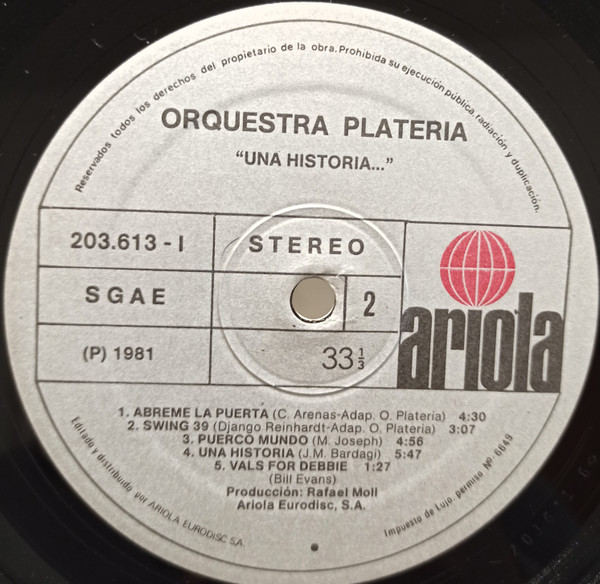 Reservados todos los derechos del propietario de la obra. Prohibida su ejecución pública radiación y duplicación.
ORQUESTRA PLATERIA
"UNA HISTORIA..."
203.613 - I
STEREO
SGAE
2
(P) 1981
33⅓
ariola
1. ABREME LA PUERTA (C. Arenas-Adap. O. Platería) 4:30
2. SWING 39 (Django Reinhardt-Adap. O. Platería) 3:07
3. PUERCO MUNDO (M. Joseph) 4:56
4. UNA HISTORIA (J.M. Bardagi) 5:47
5. VALS FOR DEBBIE 1:27
(Bill Evans)
Producción: Rafael Moll
Ariola Eurodisc, S.A.
Editado y distribuido por ARIOLA EURODISC S.A.
Impuesto de Lujo. permiso Nº 6649